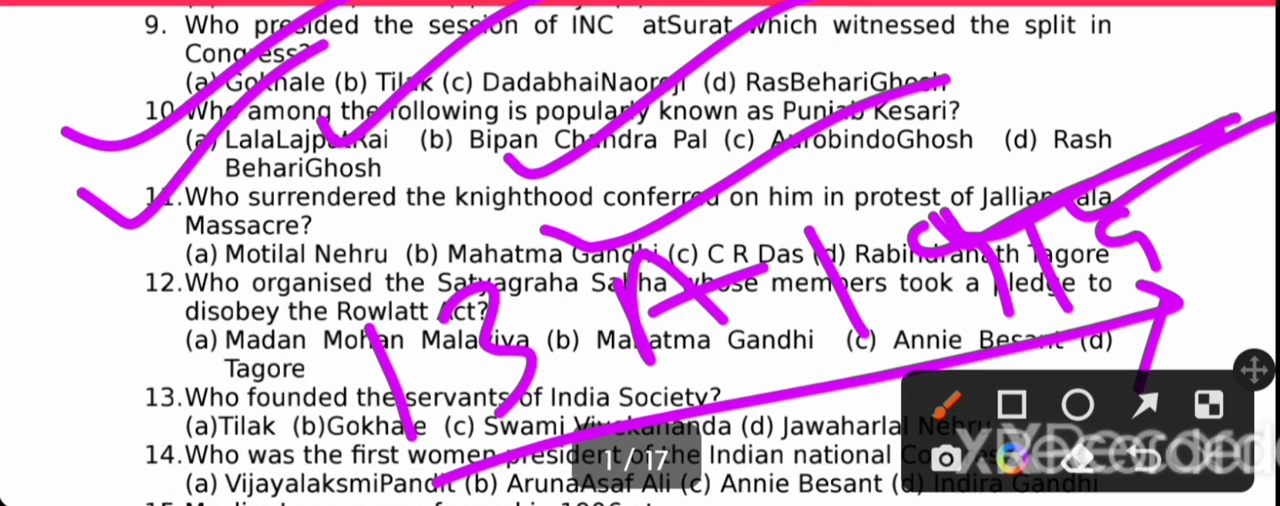 9. Who presided the session of INC atSurat which witnessed the split in
Congress?
(a) Gokhale (b) Tilak (c) DadabhaiNaoroji (d) RasBehariGhosh
10.Who among the following is popularly known as Punjab Kesari?
(a) LalaLajpatRai (b) Bipan Chandra Pal (c) AurobindoGhosh (d) Rash
BehariGhosh
11.Who surrendered the knighthood conferred on him in protest of Jallianwala
Massacre?
(a) Motilal Nehru (b) Mahatma Gandhi (c) C R Das (d) Rabindranath Tagore
12.Who organised the Satyagraha Sabha whose members took a pledge to
disobey the Rowlatt Act?
(a) Madan Mohan Malaviya (b) Mahatma Gandhi (c) Annie Besant (d)
Tagore
13.Who founded the servants of India Society?
(a)Tilak (b)Gokhale (c) Swami Vivekananda (d) Jawaharlal Nehru
14.Who was the first women president of the Indian national Congress
(a) VijayalaksmiPandit (b) ArunaAsaf Ali (c) Annie Besant (d) Indira Gandhi
1 / 17
XRecorder